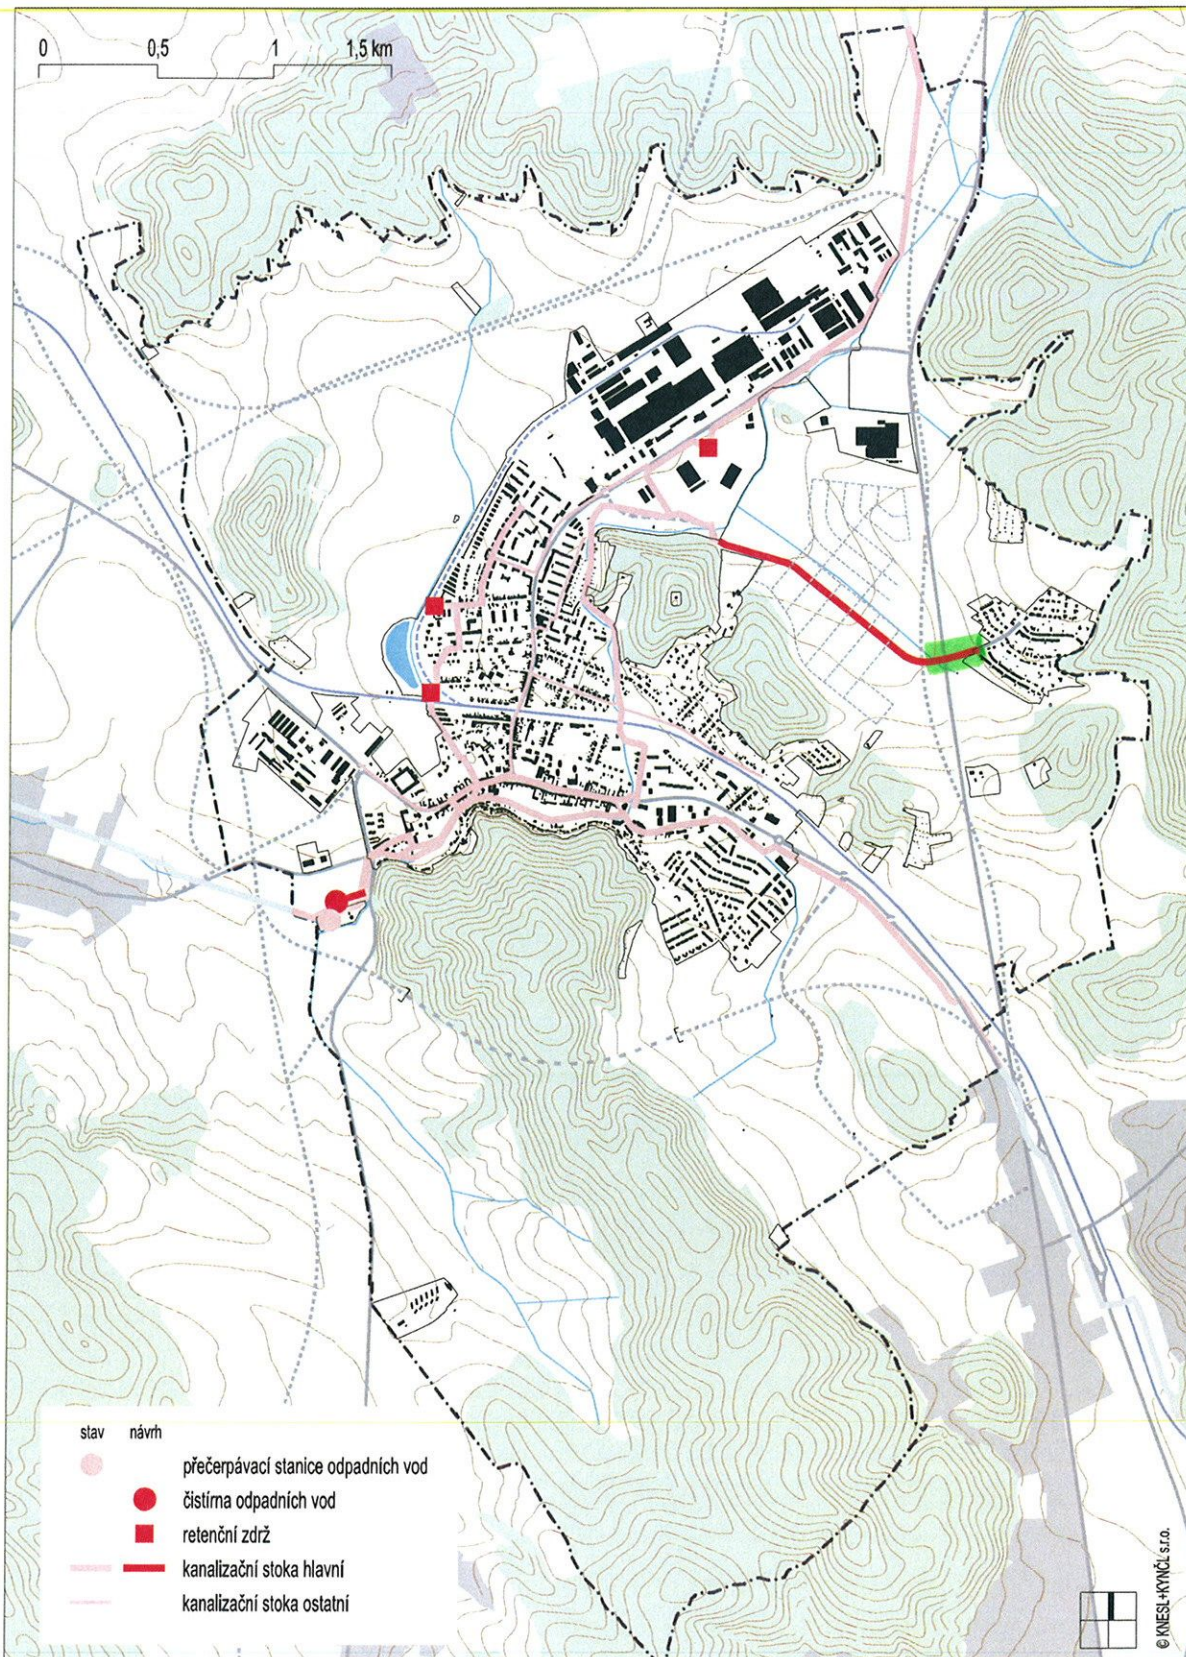 0 0,5 1 1,5 km
stav návrh
přečerpávací stanice odpadních vod
čistírna odpadních vod
retenční zdrž
kanalizační stoka hlavní
kanalizační stoka ostatní
© KNESL+KYNČL s.r.o.